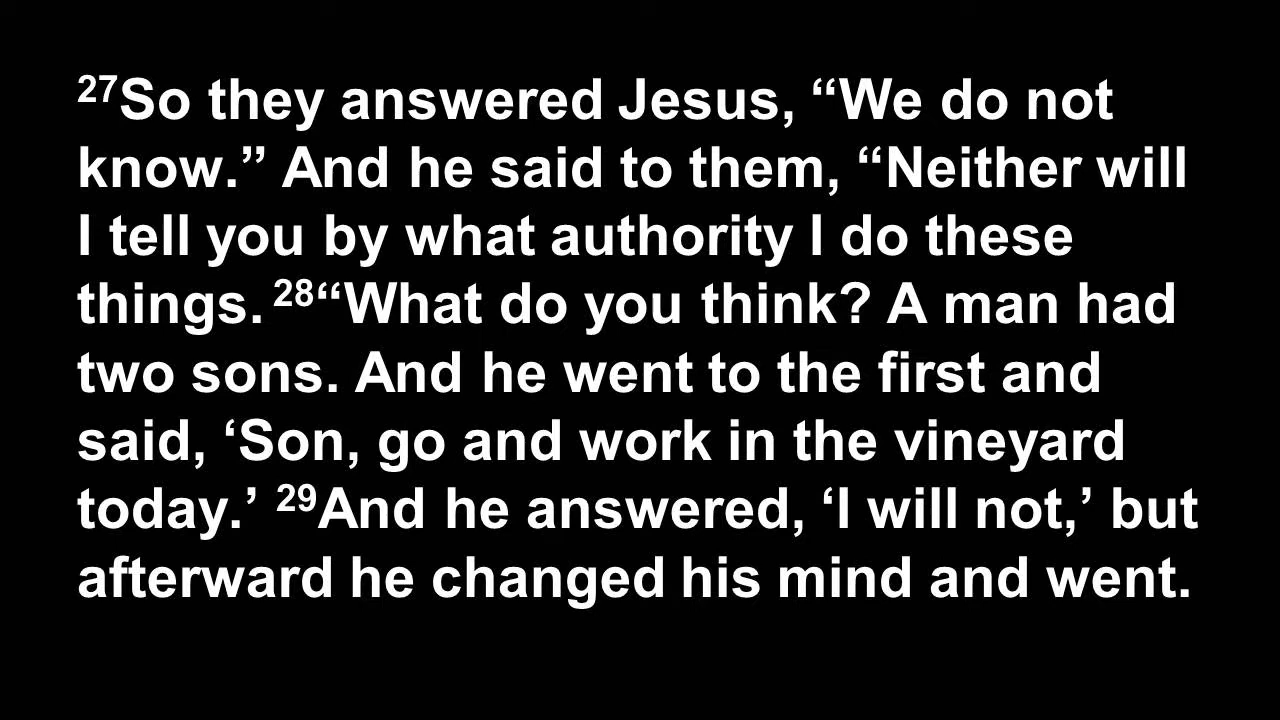 27So they answered Jesus, “We do not
know.” And he said to them, “Neither will
I tell you by what authority I do these
things. 28“What do you think? A man had
two sons. And he went to the first and
said, ‘Son, go and work in the vineyard
today.’ 29And he answered, ‘I will not,’ but
afterward he changed his mind and went.